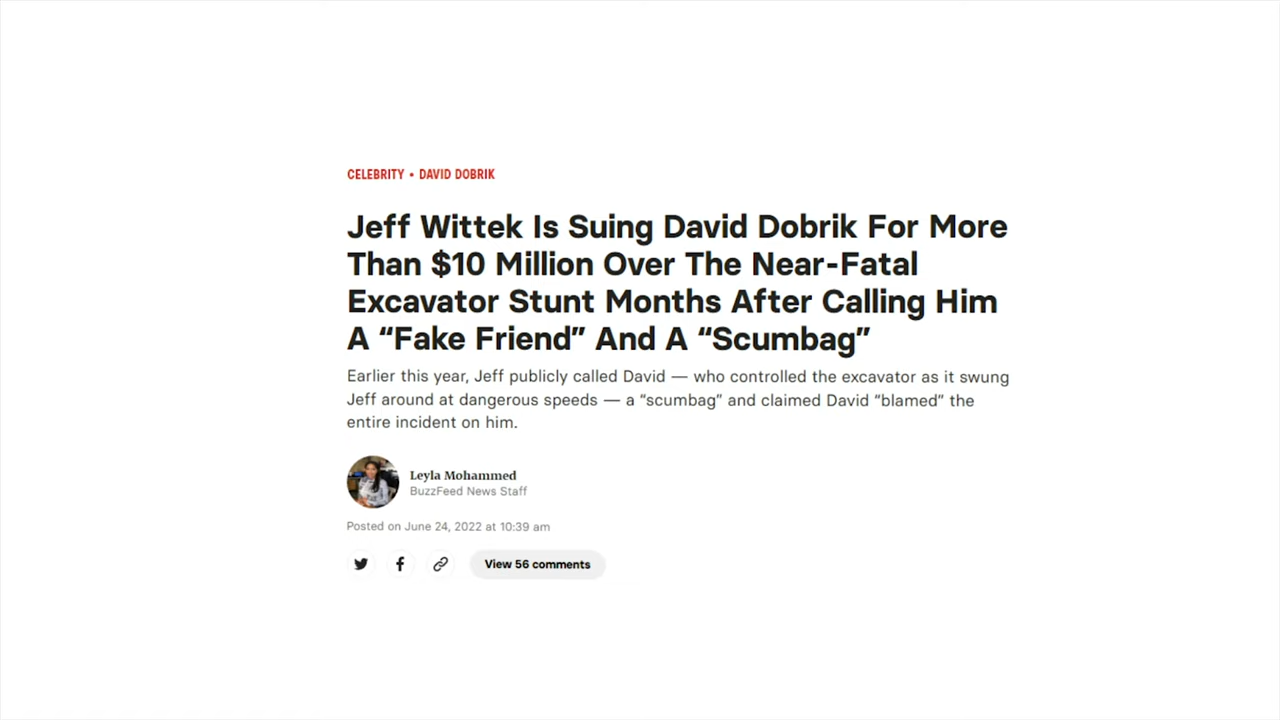 CELEBRITY • DAVID DOBRIK
Jeff Wittek Is Suing David Dobrik For More
Than $10 Million Over The Near-Fatal
Excavator Stunt Months After Calling Him
A “Fake Friend” And A “Scumbag”
Earlier this year, Jeff publicly called David — who controlled the excavator as it swung
Jeff around at dangerous speeds — a “scumbag” and claimed David “blamed” the
entire incident on him.
Leyla Mohammed
BuzzFeed News Staff
Posted on June 24, 2022 at 10:39 am
View 56 comments